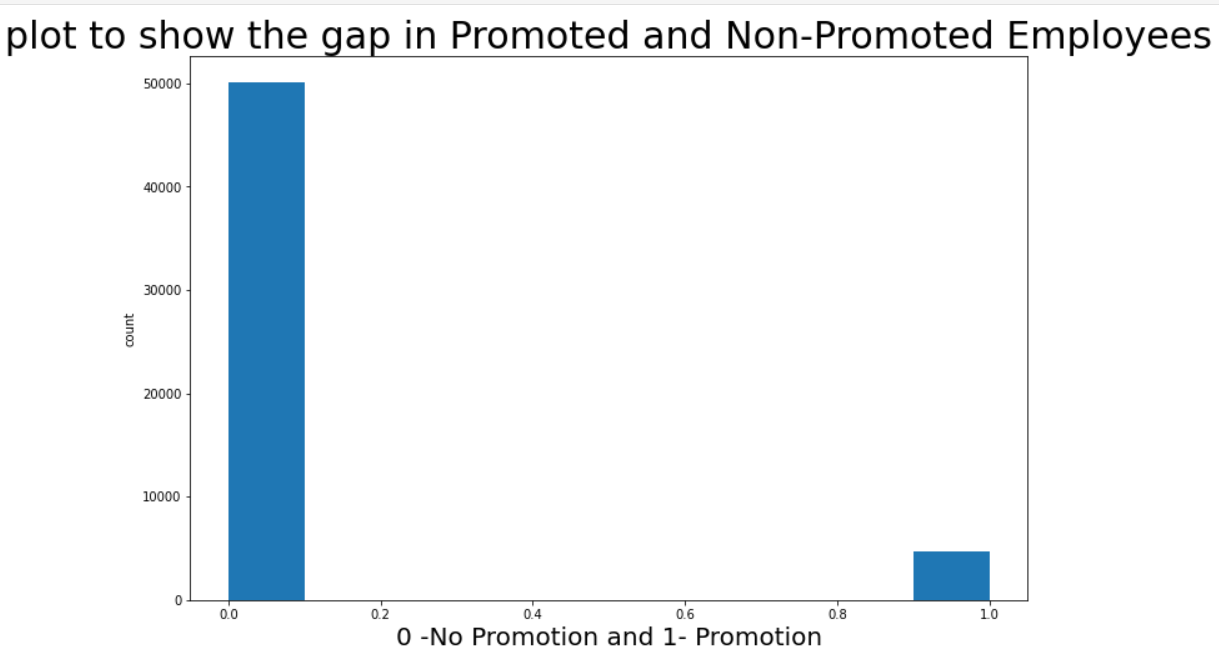 plot to show the gap in Promoted and Non-Promoted Employees
50000
40000
30000
20000
10000
0
count
0.0 0.2 0.4 0.6 0.8 1.0
0 -No Promotion and 1- Promotion